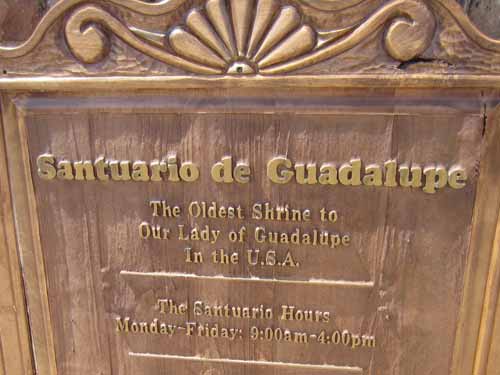 Santuario de Guadalupe
The Oldest Shrine to
Our Lady of Guadalupe
In the U.S.A.
The Santuario Hours
Monday-Friday: 9:00am-4:00pm